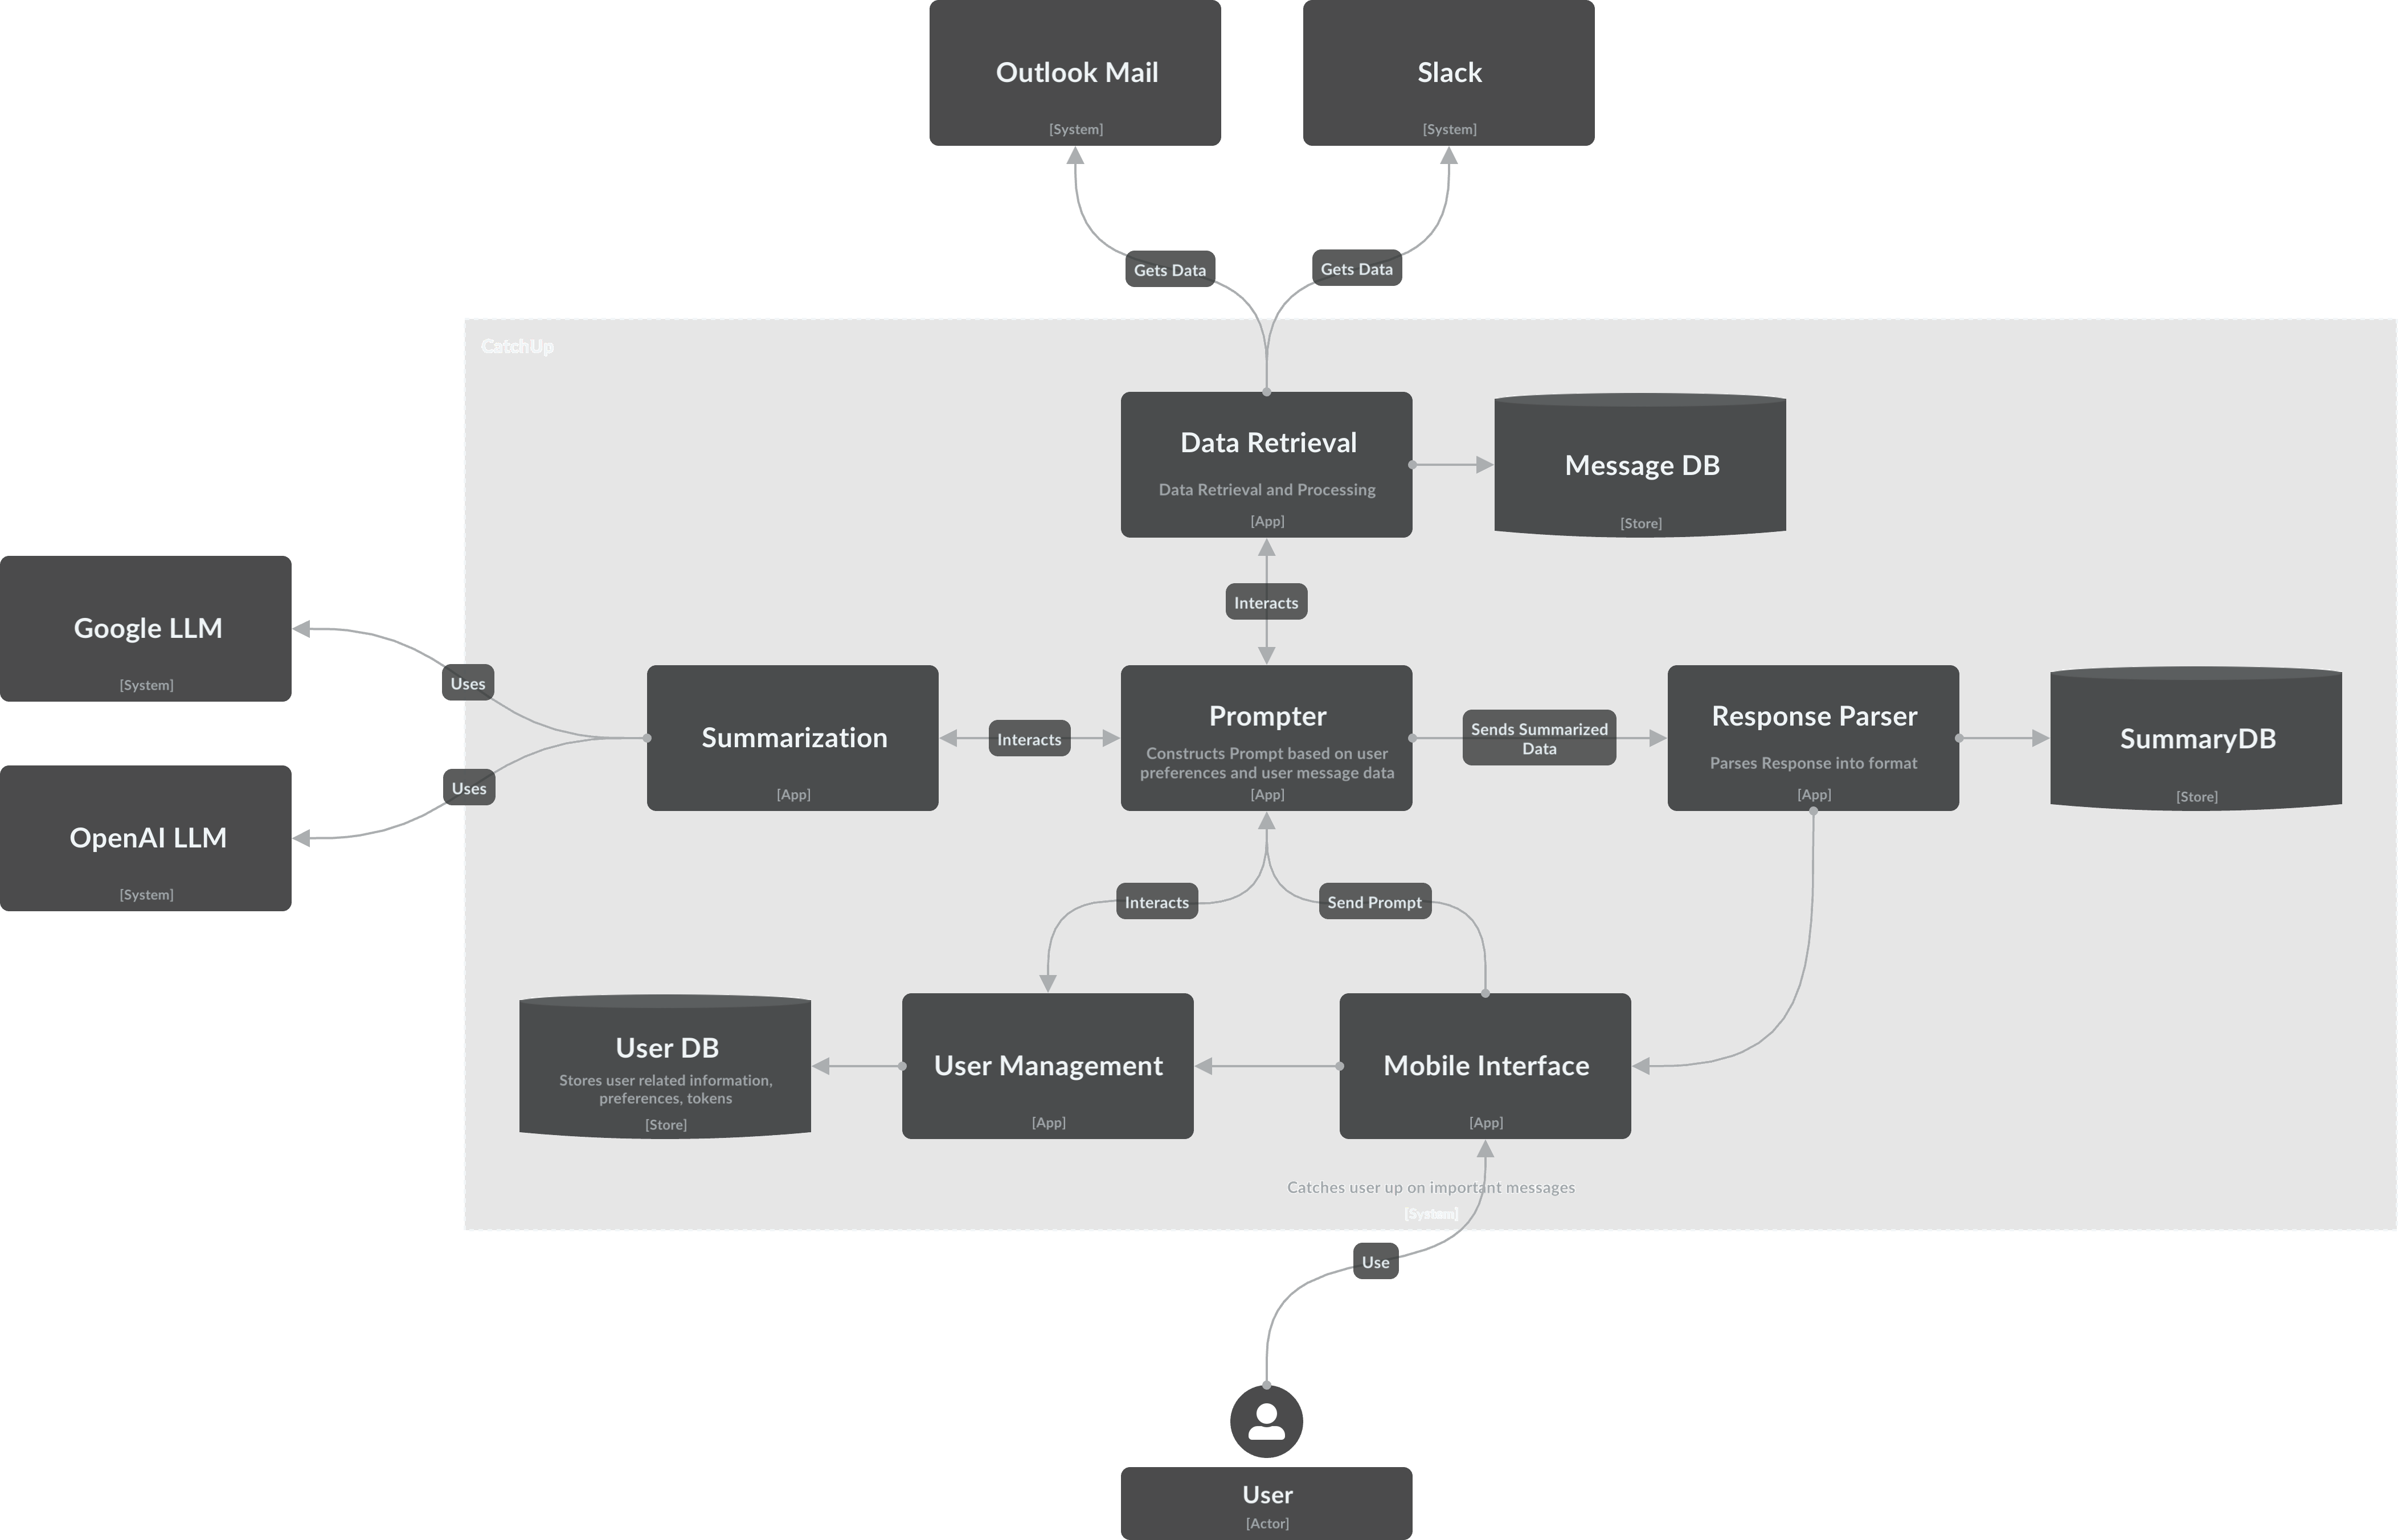 Outlook Mail
[System]
Slack
[System]
Gets Data
Gets Data
CatchUp
Data Retrieval
Data Retrieval and Processing
[App]
Message DB
[Store]
Interacts
Google LLM
[System]
Uses
OpenAI LLM
[System]
Uses
Summarization
[App]
Interacts
Prompter
Constructs Prompt based on user
preferences and user message data
[App]
Sends Summarized
Data
Response Parser
Parses Response into format
[App]
SummaryDB
[Store]
Interacts
Send Prompt
User DB
Stores user related information,
preferences, tokens
[Store]
User Management
[App]
Mobile Interface
[App]
Catches user up on important messages
[System]
Use
User
[Actor]